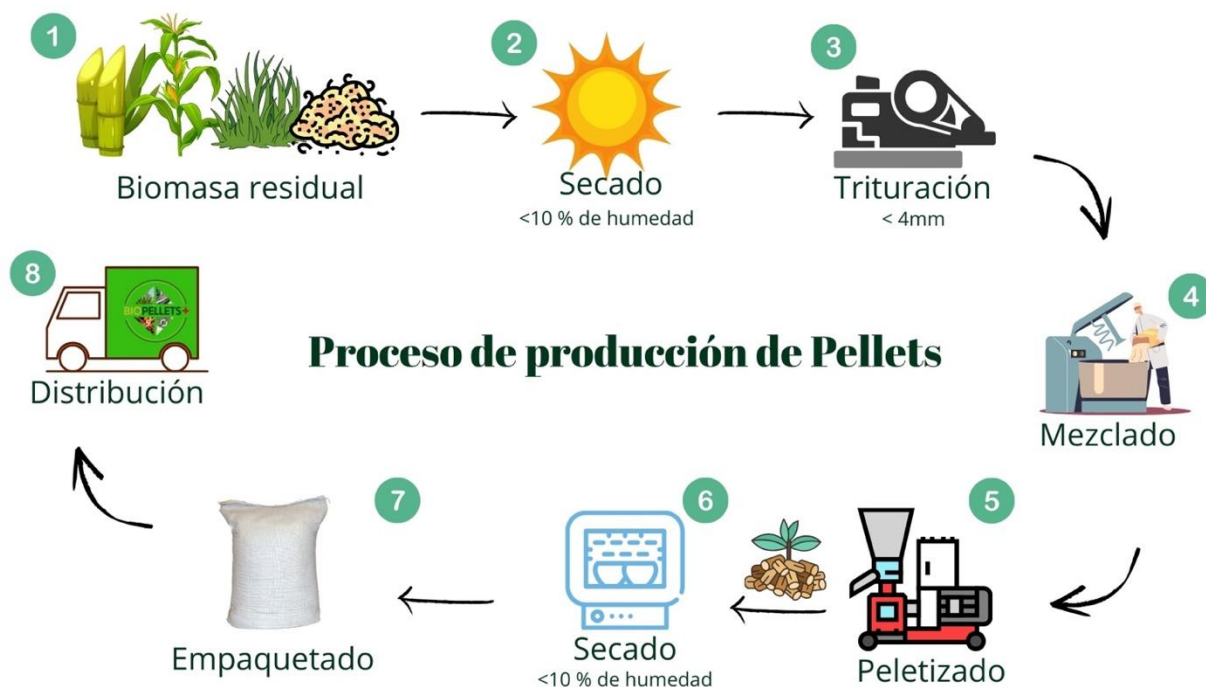 1
Biomasa residual
2
Secado
<10 % de humedad
3
Trituración
< 4mm
4
Mezclado
Proceso de producción de Pellets
5
Peletizado
6
Secado
<10 % de humedad
7
Empaquetado
8
BIOPELLETS+
Distribución